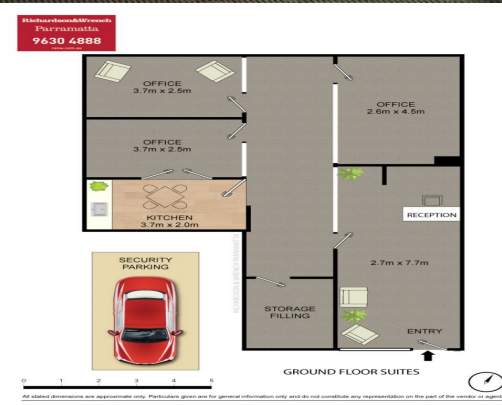 Richardson&Wrench
Parramatta
9630 4888
OFFICE
3.7m x 2.5m
OFFICE
2.6m x 4.5m
OFFICE
3.7m x 2.5m
KITCHEN
3.7m x 2.0m
RECEPTION
2.7m x 7.7m
SECURITY
PARKING
STORAGE
FILLING
ENTRY
GROUND FLOOR SUITES
0 1 2 3 4 5
All stated dimensions are approximate only. Particulars given are for general information only and do not constitute any representation on the part of the vendor or agent